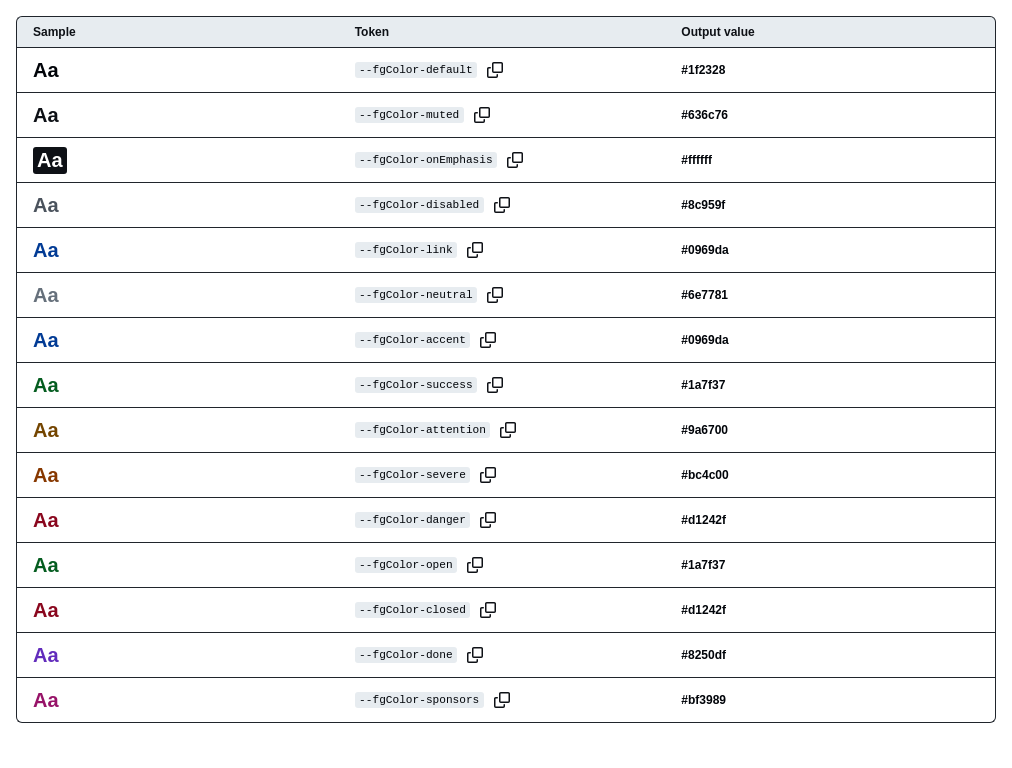 Sample Token Output value
Aa --fgColor-default #1f2328
Aa --fgColor-muted #636c76
Aa --fgColor-onEmphasis #ffffff
Aa --fgColor-disabled #8c959f
Aa --fgColor-link #0969da
Aa --fgColor-neutral #6e7781
Aa --fgColor-accent #0969da
Aa --fgColor-success #1a7f37
Aa --fgColor-attention #9a6700
Aa --fgColor-severe #bc4c00
Aa --fgColor-danger #d1242f
Aa --fgColor-open #1a7f37
Aa --fgColor-closed #d1242f
Aa --fgColor-done #8250df
Aa --fgColor-sponsors #bf3989